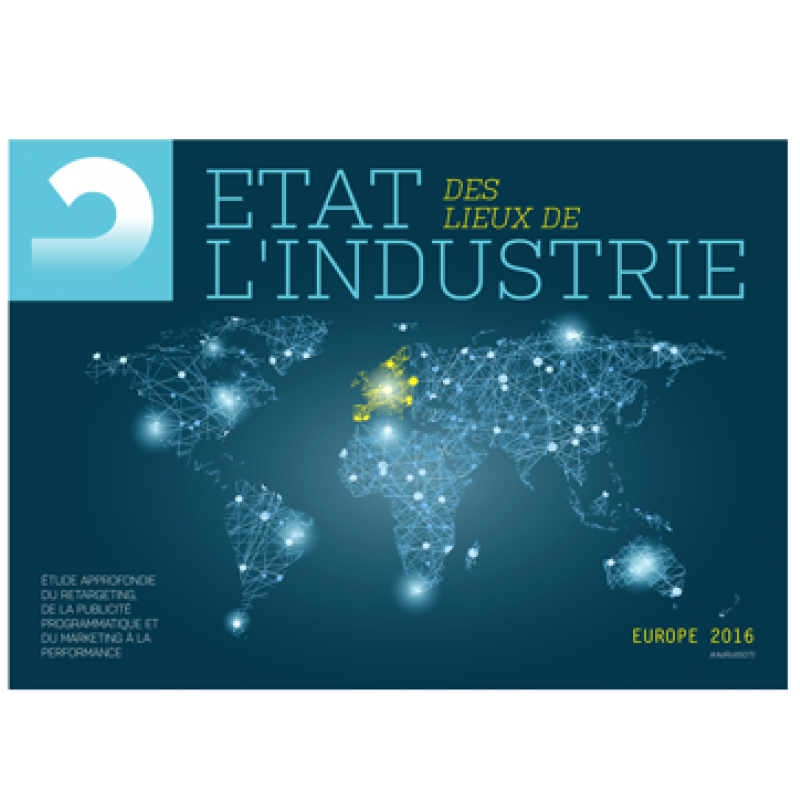 ETAT DES
LIEUX DE
L'INDUSTRIE
ÉTUDE APPROFONDIE
DU RETARGETING,
DE LA PUBLICITÉ
PROGRAMMATIQUE ET
DU MARKETING À LA
PERFORMANCE
EUROPE 2016